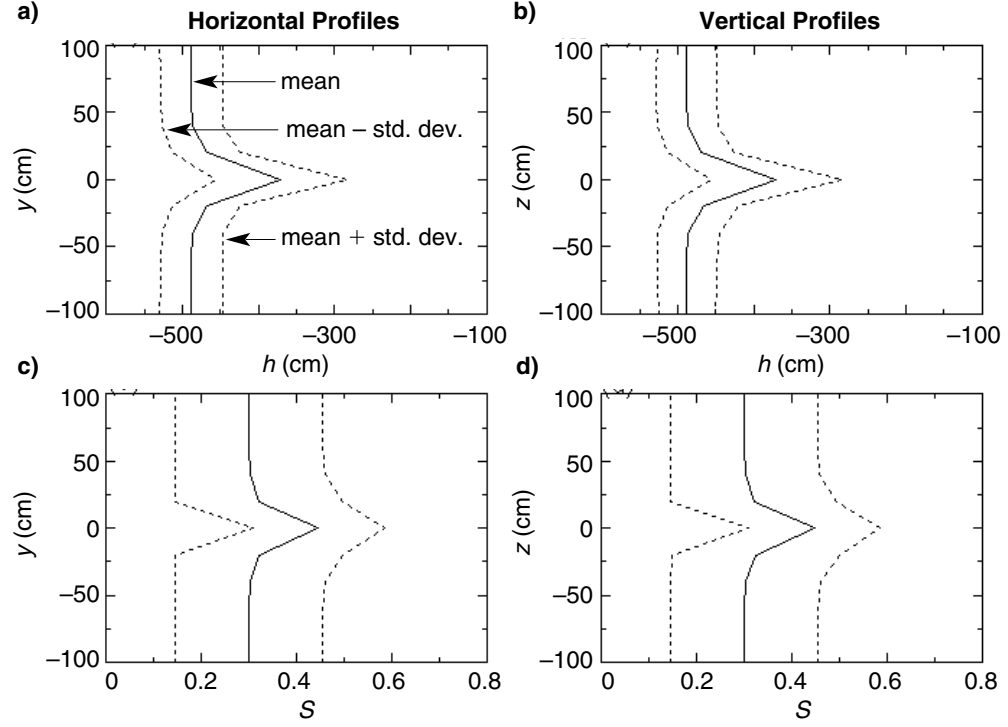 a)
Horizontal Profiles
b)
Vertical Profiles
100
50
0
−50
−100
y (cm)
mean
mean – std. dev.
mean + std. dev.
−500
−300
−100
h (cm)
100
50
0
−50
−100
z (cm)
−500
−300
−100
h (cm)
c)
d)
100
50
0
−50
−100
y (cm)
0
0.2
0.4
0.6
0.8
S
100
50
0
−50
−100
z (cm)
0
0.2
0.4
0.6
0.8
S